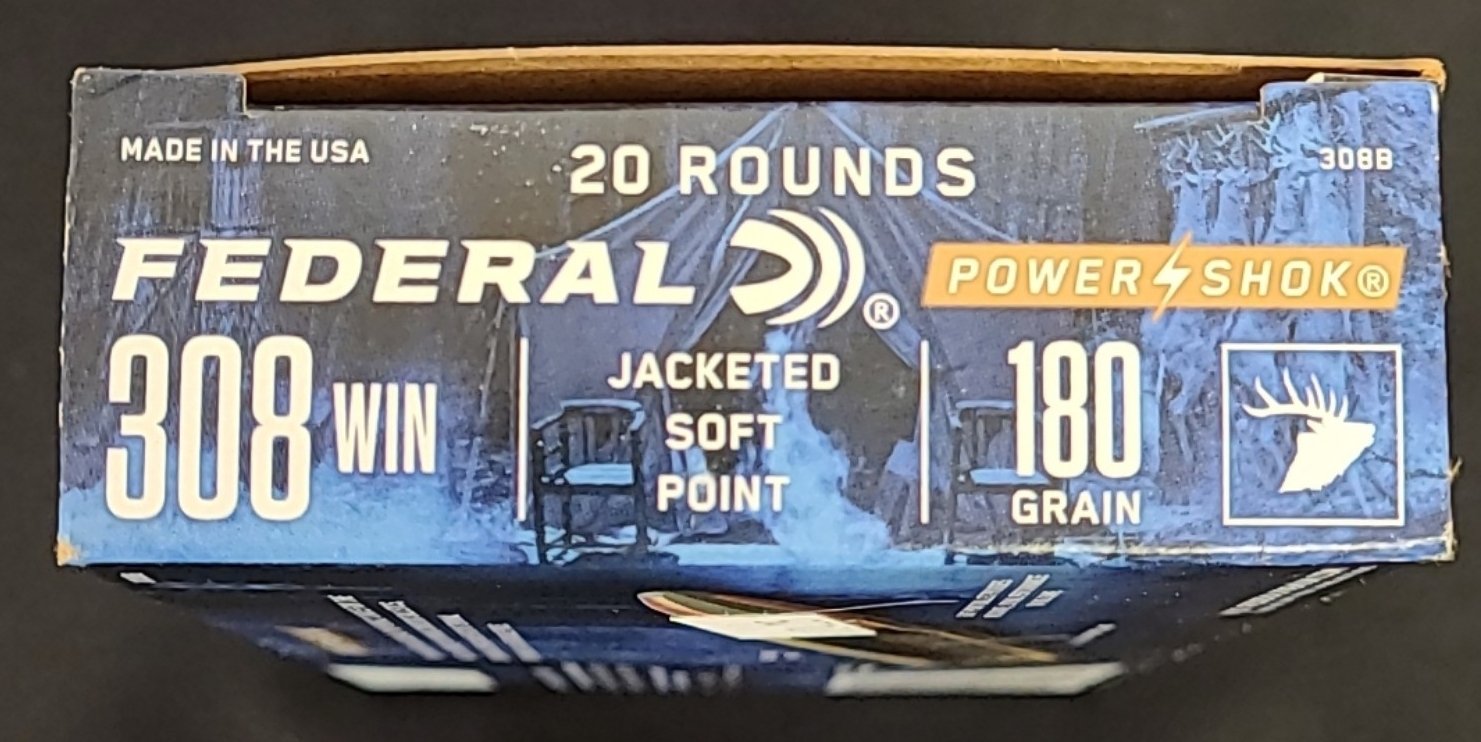 MADE IN THE USA
20 ROUNDS
308B
FEDERAL®
POWER SHOK®
308 WIN
JACKETED
SOFT
POINT
180
GRAIN